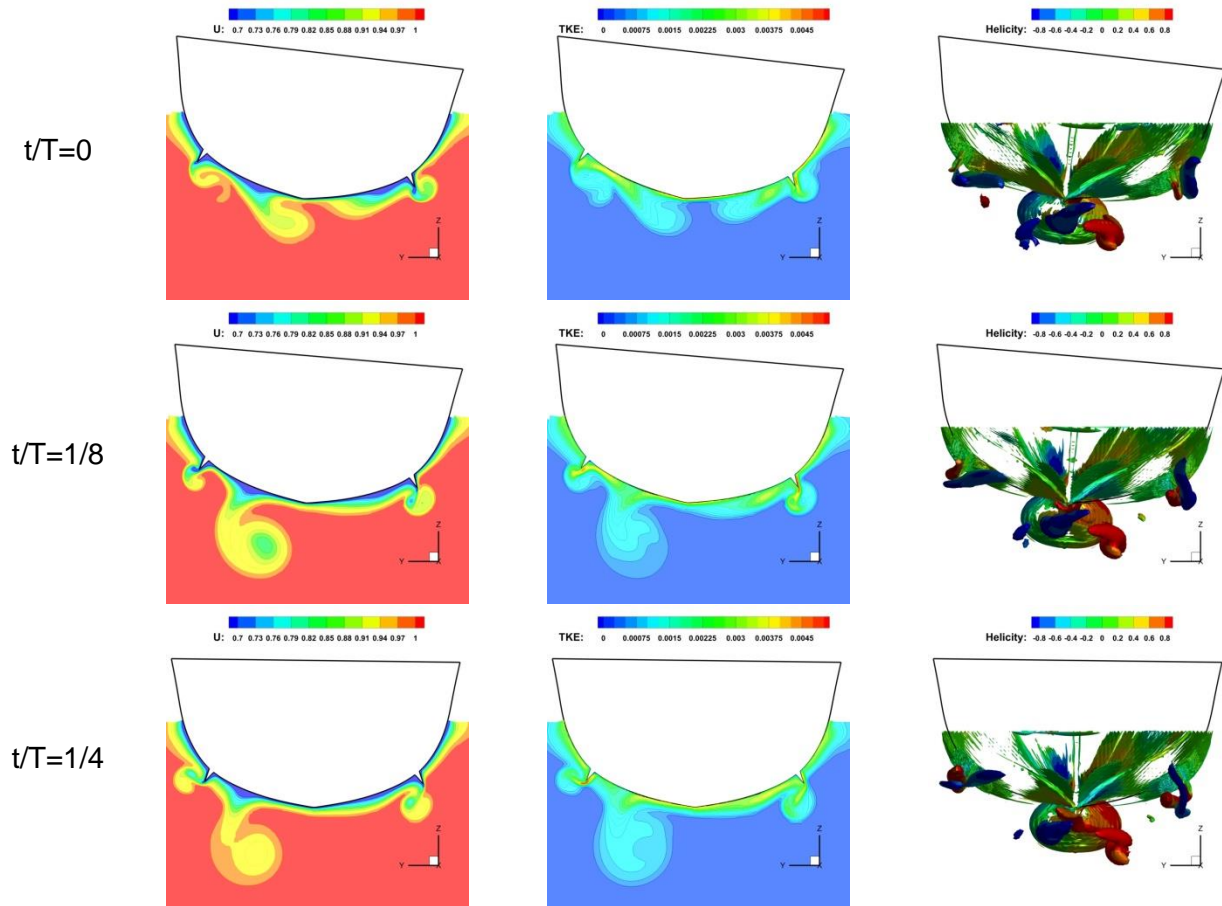 U: 0.7 0.73 0.76 0.79 0.82 0.85 0.88 0.91 0.94 0.97 1
TKE: 0 0.00075 0.0015 0.00225 0.003 0.00375 0.0045
Helicity: -0.8 -0.6 -0.4 -0.2 0 0.2 0.4 0.6 0.8
t/T=0
Z
Y X
Z
Y X
Z
Y X
U: 0.7 0.73 0.76 0.79 0.82 0.85 0.88 0.91 0.94 0.97 1
TKE: 0 0.00075 0.0015 0.00225 0.003 0.00375 0.0045
Helicity: -0.8 -0.6 -0.4 -0.2 0 0.2 0.4 0.6 0.8
t/T=1/8
Z
Y X
Z
Y X
Z
Y X
U: 0.7 0.73 0.76 0.79 0.82 0.85 0.88 0.91 0.94 0.97 1
TKE: 0 0.00075 0.0015 0.00225 0.003 0.00375 0.0045
Helicity: -0.8 -0.6 -0.4 -0.2 0 0.2 0.4 0.6 0.8
t/T=1/4
Z
Y X
Z
Y X
Z
Y X